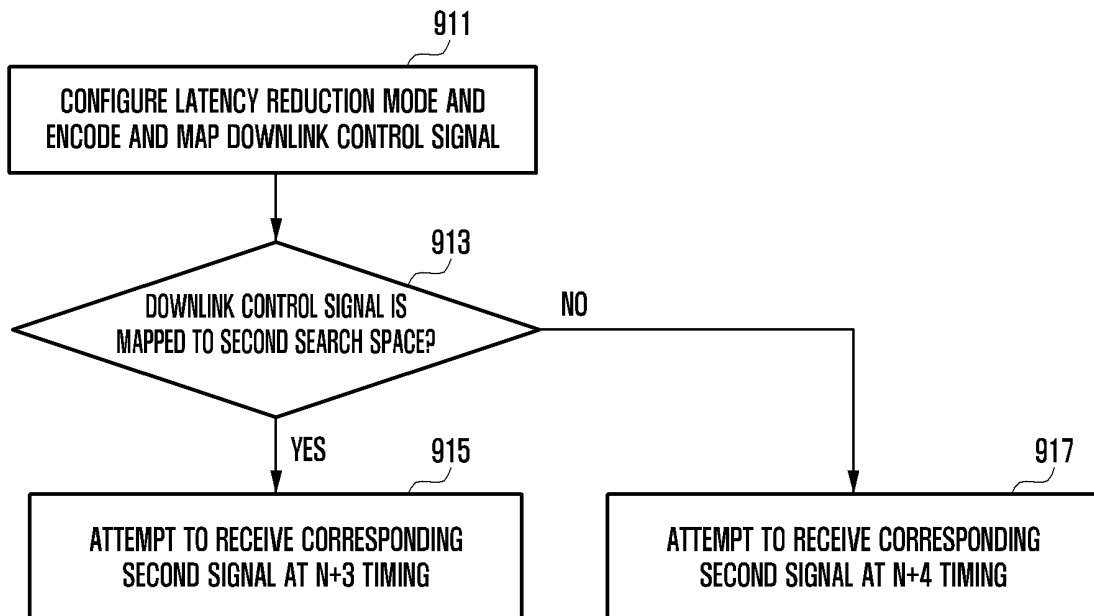 911
CONFIGURE LATENCY REDUCTION MODE AND
ENCODE AND MAP DOWNLINK CONTROL SIGNAL
913
DOWNLINK CONTROL SIGNAL IS
MAPPED TO SECOND SEARCH SPACE?
NO
YES
915
ATTEMPT TO RECEIVE CORRESPONDING
SECOND SIGNAL AT N+3 TIMING
917
ATTEMPT TO RECEIVE CORRESPONDING
SECOND SIGNAL AT N+4 TIMING